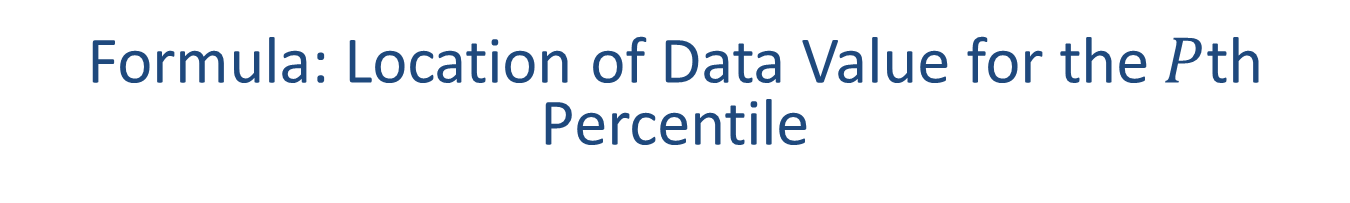 Formula: Location of Data Value for the Pth
Percentile